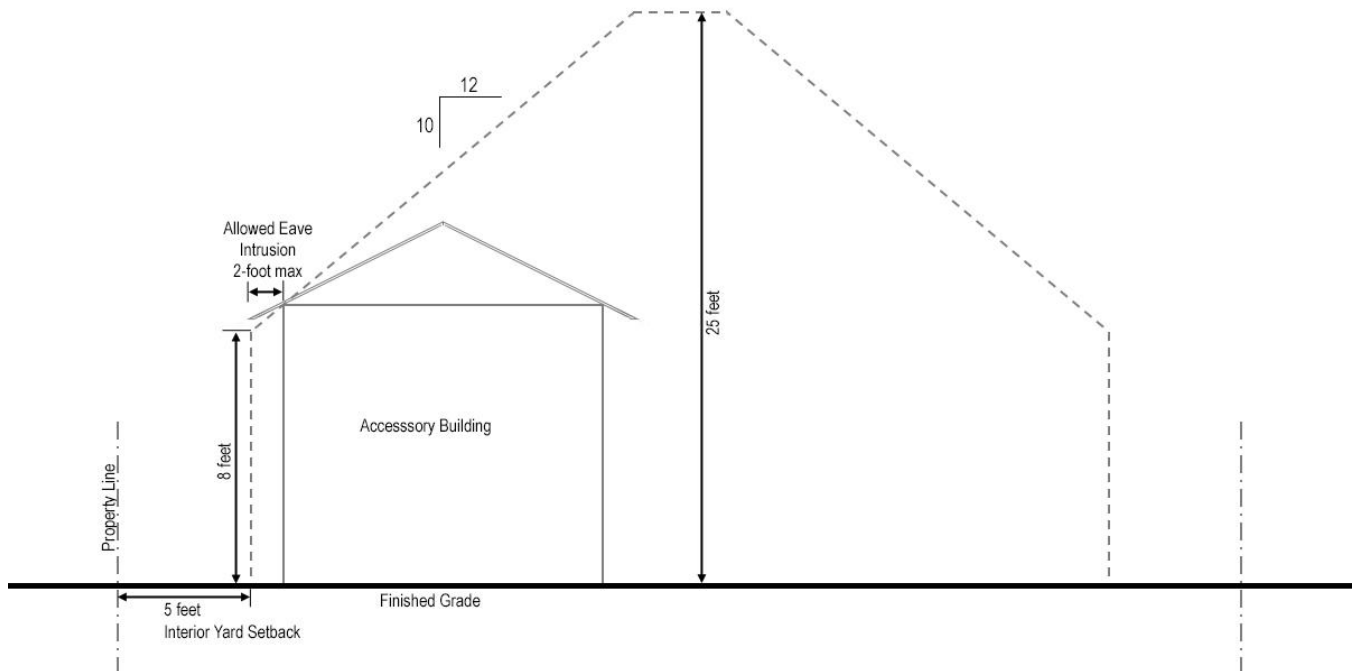 12
10
Allowed Eave
Intrusion
2-foot max
25 feet
Accesssory Building
8 feet
Property Line
5 feet
Finished Grade
Interior Yard Setback